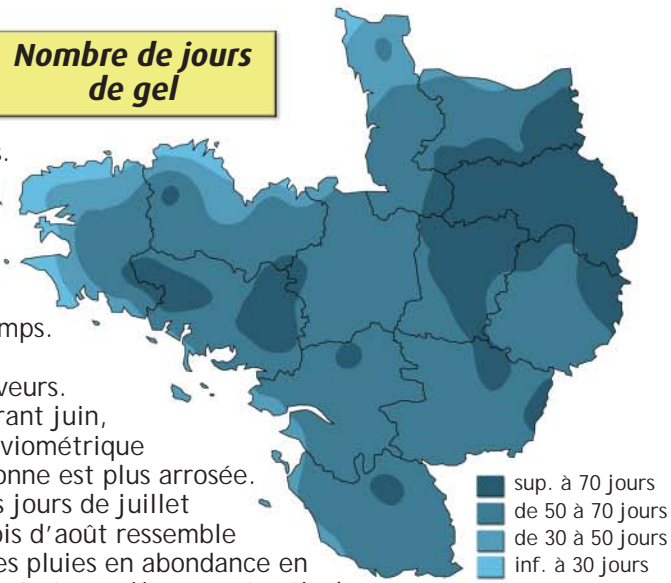 Nombre de jours
de gel
s.
mps.
veurs.
rant juin,
viométrique
onne est plus arrosée.
s jours de juillet
ois d'août ressemble
es pluies en abondance en
sup. à 70 jours
de 50 à 70 jours
de 30 à 50 jours
inf. à 30 jours